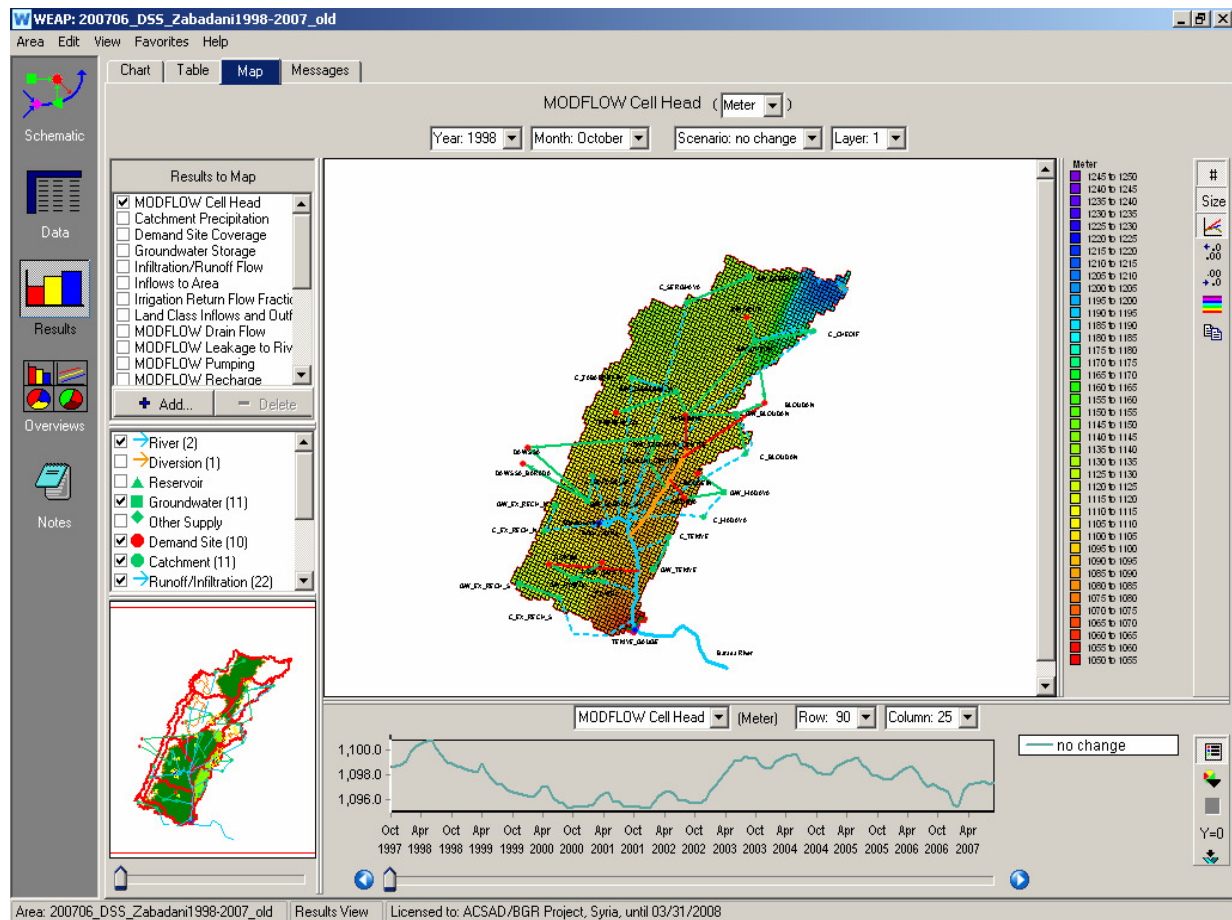 WEAP: 200706_DSS_Zabadani1998-2007_old
Area Edit View Favorites Help
Chart Table Map Messages
MODFLOW Cell Head ( Meter )
Year: 1998 Month: October Scenario: no change Layer: 1
Schematic
Data
Results
Overviews
Notes
Results to Map
MODFLOW Cell Head
Catchment Precipitation
Demand Site Coverage
Groundwater Storage
Infiltration/Runoff Flow
Inflows to Area
Irrigation Return Flow Fractic
Land Class Inflows and Outf
MODFLOW Drain Flow
MODFLOW Leakage to Riv
MODFLOW Pumping
MODFLOW Recharge
Add... Delete
River (2)
Diversion (1)
Reservoir
Groundwater (11)
Other Supply
Demand Site (10)
Catchment (11)
Runoff/Infiltration (22)
C_BLOUDAN
C_EX_RECH_S
TEKIYE_GOUGE
Barada River
Meter
1245 to 1250
1240 to 1245
1235 to 1240
1230 to 1235
1225 to 1230
1220 to 1225
1215 to 1220
1210 to 1215
1205 to 1210
1200 to 1205
1195 to 1200
1190 to 1195
1185 to 1190
1180 to 1185
1175 to 1180
1170 to 1175
1165 to 1170
1160 to 1165
1155 to 1160
1150 to 1155
1145 to 1150
1140 to 1145
1135 to 1140
1130 to 1135
1125 to 1130
1120 to 1125
1115 to 1120
1110 to 1115
1105 to 1110
1100 to 1105
1095 to 1100
1090 to 1095
1085 to 1090
1080 to 1085
1075 to 1080
1070 to 1075
1065 to 1070
1060 to 1065
1055 to 1060
1050 to 1055
#
Size
MODFLOW Cell Head (Meter) Row: 90 Column: 25
1,100.0
1,098.0
1,096.0
Oct Apr Oct Apr Oct Apr Oct Apr Oct Apr Oct Apr Oct Apr Oct Apr Oct Apr Oct Apr
1997 1998 1998 1999 1999 2000 2000 2001 2001 2002 2002 2003 2003 2004 2004 2005 2005 2006 2006 2007
no change
Y=0
Area: 200706_DSS_Zabadani1998-2007_old Results View Licensed to: ACSAD/BGR Project, Syria, until 03/31/2008